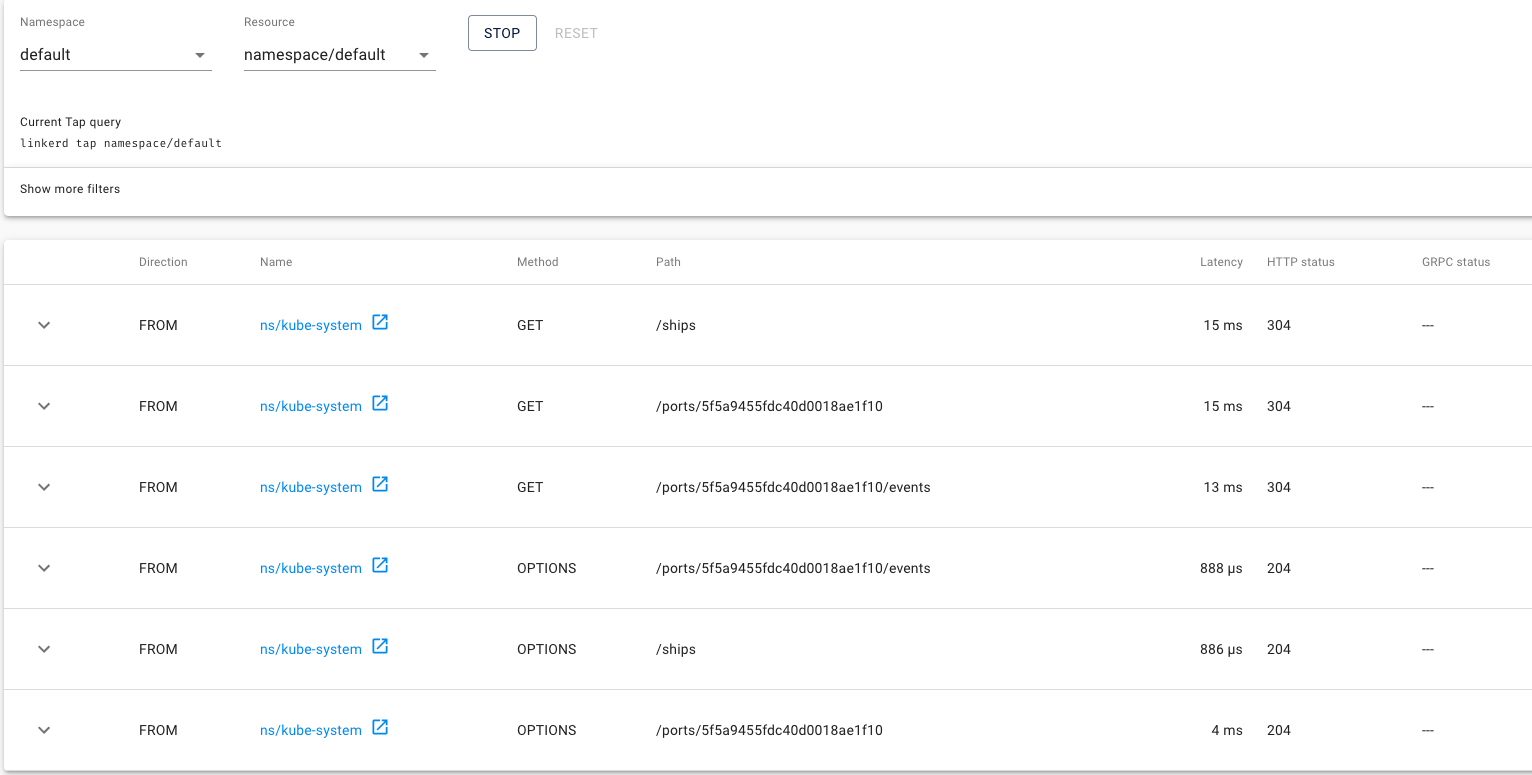 Namespace Resource
default namespace/default STOP RESET
Current Tap query
linkerd tap namespace/default
Show more filters
Direction Name Method Path Latency HTTP status GRPC status
FROM ns/kube-system GET /ships 15 ms 304 ---
FROM ns/kube-system GET /ports/5f5a9455fdc40d0018ae1f10 15 ms 304 ---
FROM ns/kube-system GET /ports/5f5a9455fdc40d0018ae1f10/events 13 ms 304 ---
FROM ns/kube-system OPTIONS /ports/5f5a9455fdc40d0018ae1f10/events 888 µs 204 ---
FROM ns/kube-system OPTIONS /ships 886 µs 204 ---
FROM ns/kube-system OPTIONS /ports/5f5a9455fdc40d0018ae1f10 4 ms 204 ---